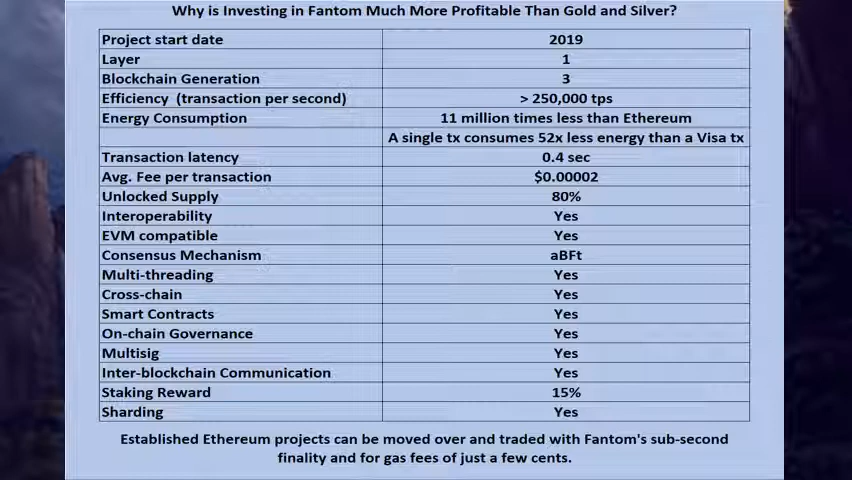 Why is Investing in Fantom Much More Profitable Than Gold and Silver?
Project start date 2019
Layer 1
Blockchain Generation 3
Efficiency (transaction per second) > 250,000 tps
Energy Consumption 11 million times less than Ethereum
A single tx consumes 52x less energy than a Visa tx
Transaction latency 0.4 sec
Avg. Fee per transaction $0.00002
Unlocked Supply 80%
Interoperability Yes
EVM compatible Yes
Consensus Mechanism aBFt
Multi-threading Yes
Cross-chain Yes
Smart Contracts Yes
On-chain Governance Yes
Multisig Yes
Inter-blockchain Communication Yes
Staking Reward 15%
Sharding Yes
Established Ethereum projects can be moved over and traded with Fantom's sub-second
finality and for gas fees of just a few cents.